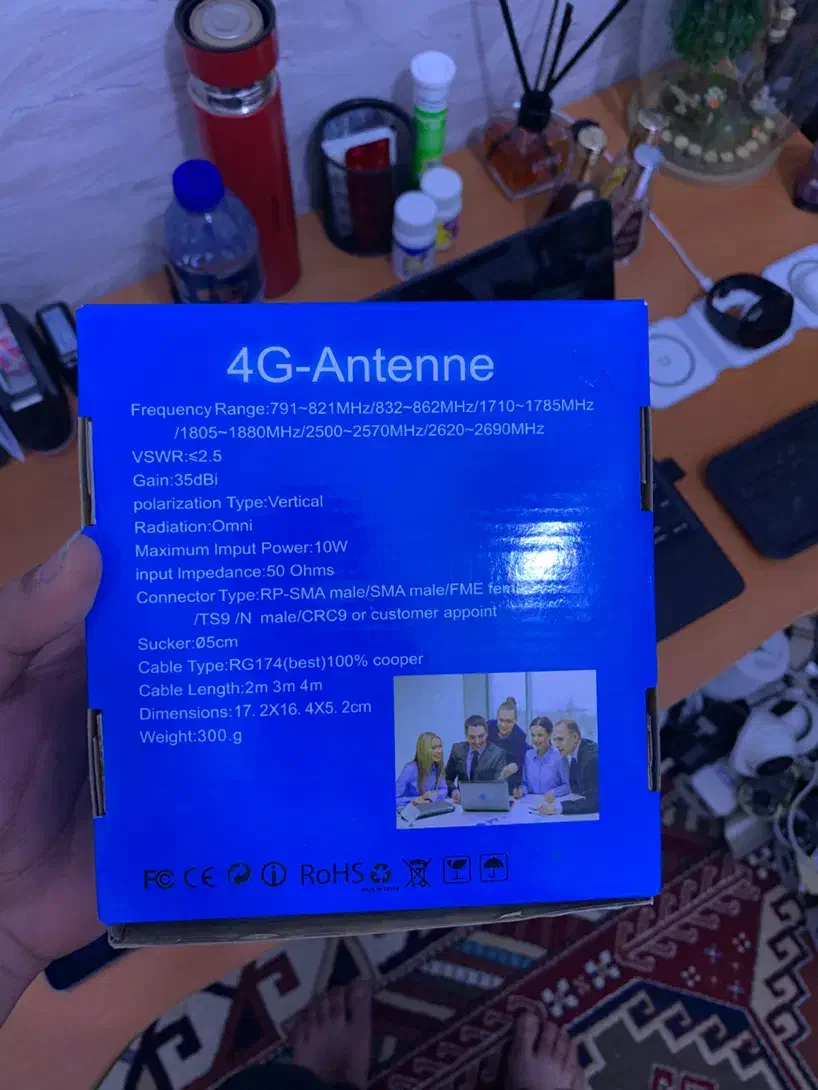 4G-Antenne
Frequency Range:791~821MHz/832~862MHz/1710~1785MHz
/1805~1880MHz/2500~2570MHz/2620~2690MHz
VSWR:≤2.5
Gain:35dBi
polarization Type:Vertical
Radiation:Omni
Maximum Imput Power:10W
input Impedance:50 Ohms
Connector Type:RP-SMA male/SMA male/FME
/TS9 /N male/CRC9 or customer appoint
Sucker:Ø5cm
Cable Type:RG174(best)100% cooper
Cable Length:2m 3m 4m
Dimensions:17. 2X16. 4X5. 2cm
Weight:300.g
FC CE RoHS